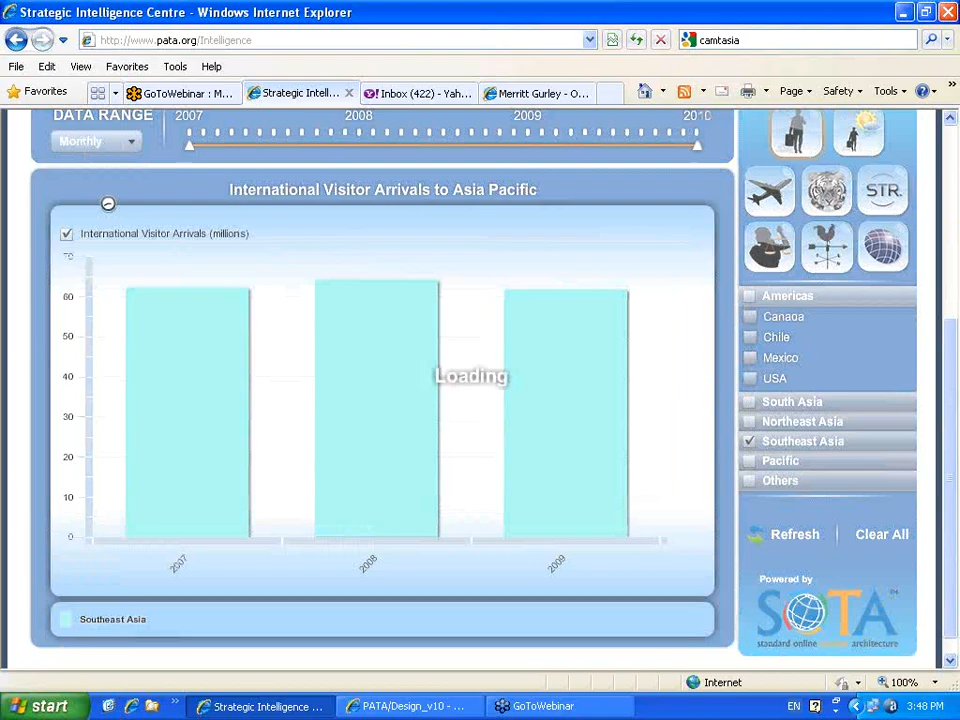 Strategic Intelligence Centre - Windows Internet Explorer
http://www.pata.org/Intelligence
camtasia
File Edit View Favorites Tools Help
Favorites
GoToWebinar : M...
Strategic Intell...
Inbox (422) - Yah...
Merritt Gurley - O...
Page
Safety
Tools
DATA RANGE
2007 2008 2009 2010
Monthly
International Visitor Arrivals to Asia Pacific
STR.
International Visitor Arrivals (millions)
70
60
50
40
30
20
10
0
Loading
2007 2008 2009
Southeast Asia
Americas
Canada
Chile
Mexico
USA
South Asia
Northeast Asia
Southeast Asia
Pacific
Others
Refresh Clear All
Powered by
SOTA™
standard online tourism architecture
Internet
100%
start
Strategic Intelligence ...
PATA/Design_v10 - ...
GoToWebinar
EN
3:48 PM